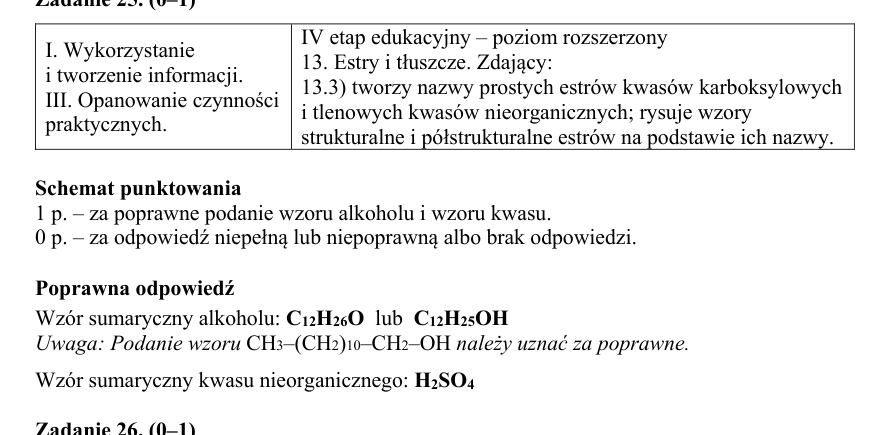 Zadanie 25. (0–1)
I. Wykorzystanie
i tworzenie informacji.
III. Opanowanie czynności
praktycznych.
IV etap edukacyjny – poziom rozszerzony
13. Estry i tłuszcze. Zdający:
13.3) tworzy nazwy prostych estrów kwasów karboksylowych
i tlenowych kwasów nieorganicznych; rysuje wzory
strukturalne i półstrukturalne estrów na podstawie ich nazwy.
Schemat punktowania
1 p. – za poprawne podanie wzoru alkoholu i wzoru kwasu.
0 p. – za odpowiedź niepełną lub niepoprawną albo brak odpowiedzi.
Poprawna odpowiedź
Wzór sumaryczny alkoholu: C₁₂H₂₆O lub C₁₂H₂₅OH
Uwaga: Podanie wzoru CH₃–(CH₂)₁₀–CH₂–OH należy uznać za poprawne.
Wzór sumaryczny kwasu nieorganicznego: H₂SO₄
Zadanie 26. (0–1)